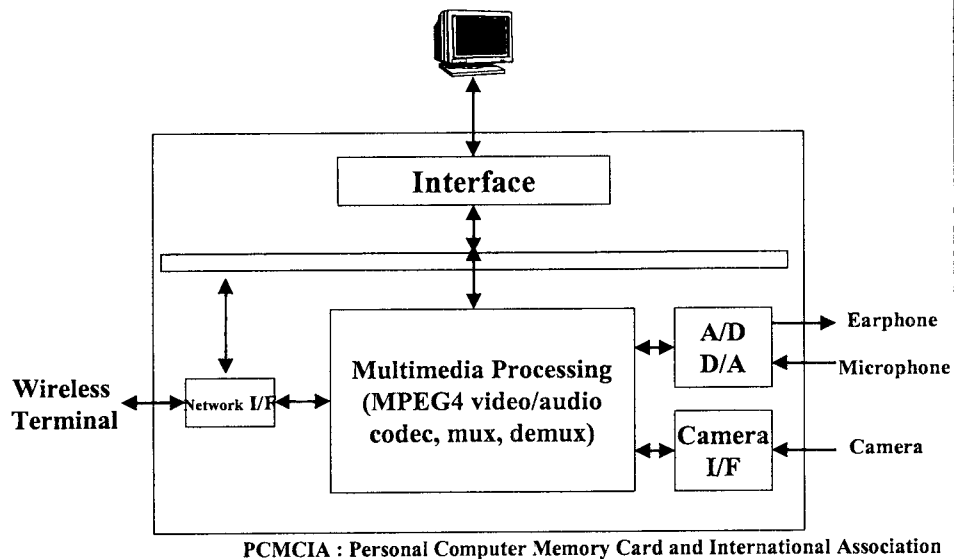 Interface
A/D
D/A
Earphone
Microphone
Multimedia Processing
(MPEG4 video/audio
codec, mux, demux)
Wireless
Terminal
Network I/F
Camera
I/F
Camera
PCMCIA : Personal Computer Memory Card and International Association